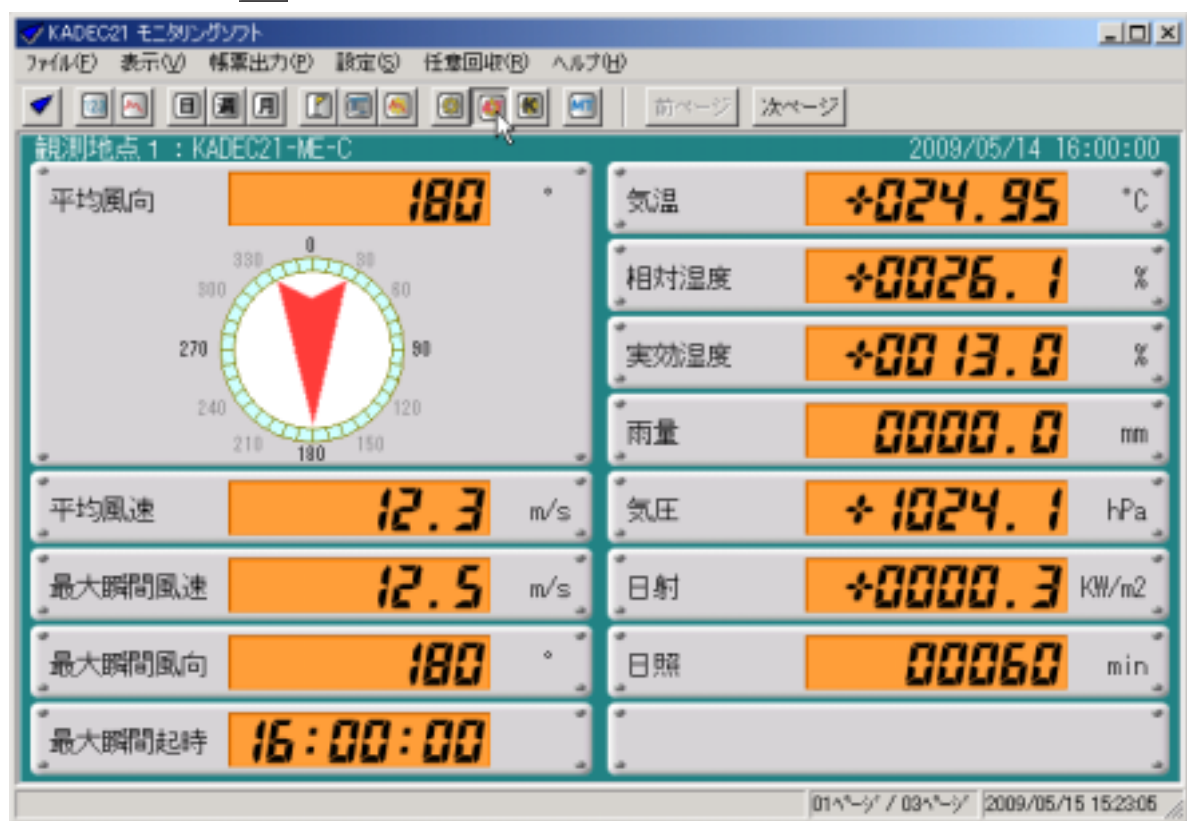 KADEC21 モニタリングソフト
ファイル(F) 表示(V) 帳票出力(P) 設定(S) 任意回収(R) ヘルプ(H)
123 日 週 月 K MT 前ページ 次ページ
観測地点 1 : KADEC21-ME-C 2009/05/14 16:00:00
平均風向 180 °
0
330 30
300 60
270 90
240 120
210 150
180
平均風速 12.3 m/s
最大瞬間風速 12.5 m/s
最大瞬間風向 180 °
最大瞬間起時 16:00:00
気温 +024.95 °C
相対湿度 +0026.1 %
実効湿度 +0013.0 %
雨量 0000.0 mm
気圧 +1024.1 hPa
日射 +0000.3 KW/m2
日照 00060 min
01ページ / 03ページ 2009/05/15 15:23:05